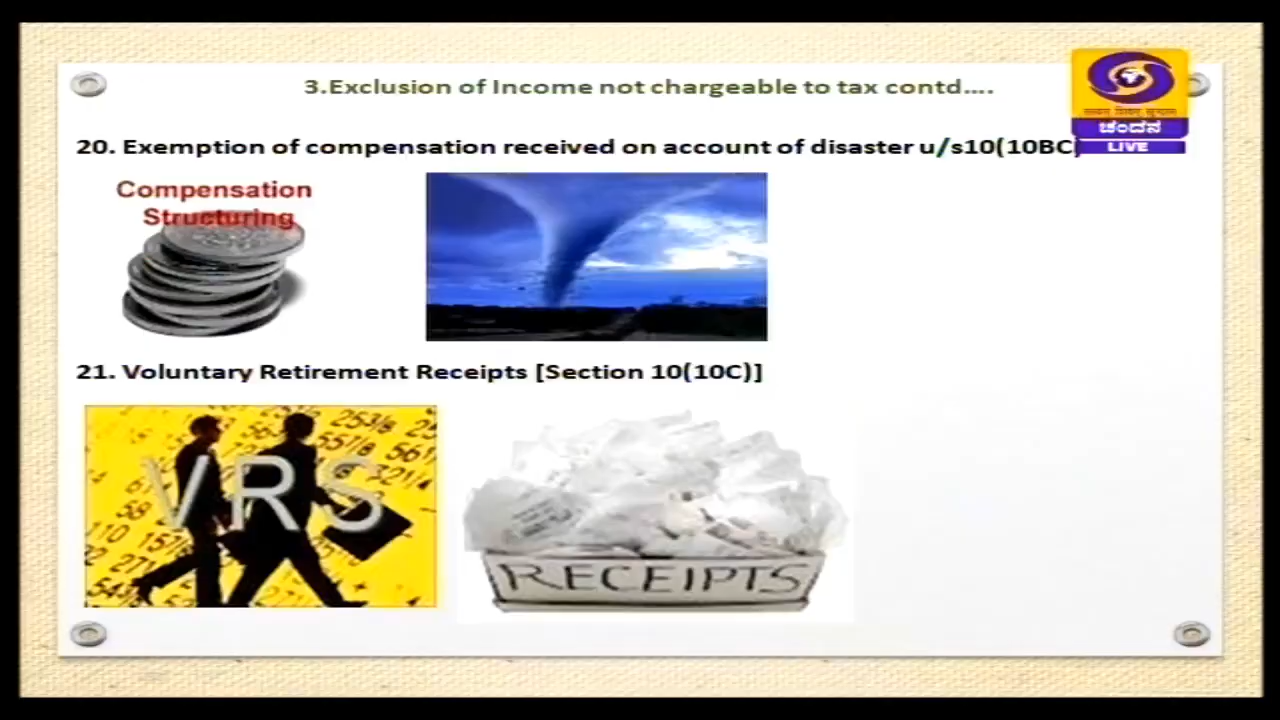 3.Exclusion of Income not chargeable to tax contd....
ಚಂದನ
LIVE
20. Exemption of compensation received on account of disaster u/s10(10BC)
Compensation
Structuring
21. Voluntary Retirement Receipts [Section 10(10C)]
VRS
RECEIPTS